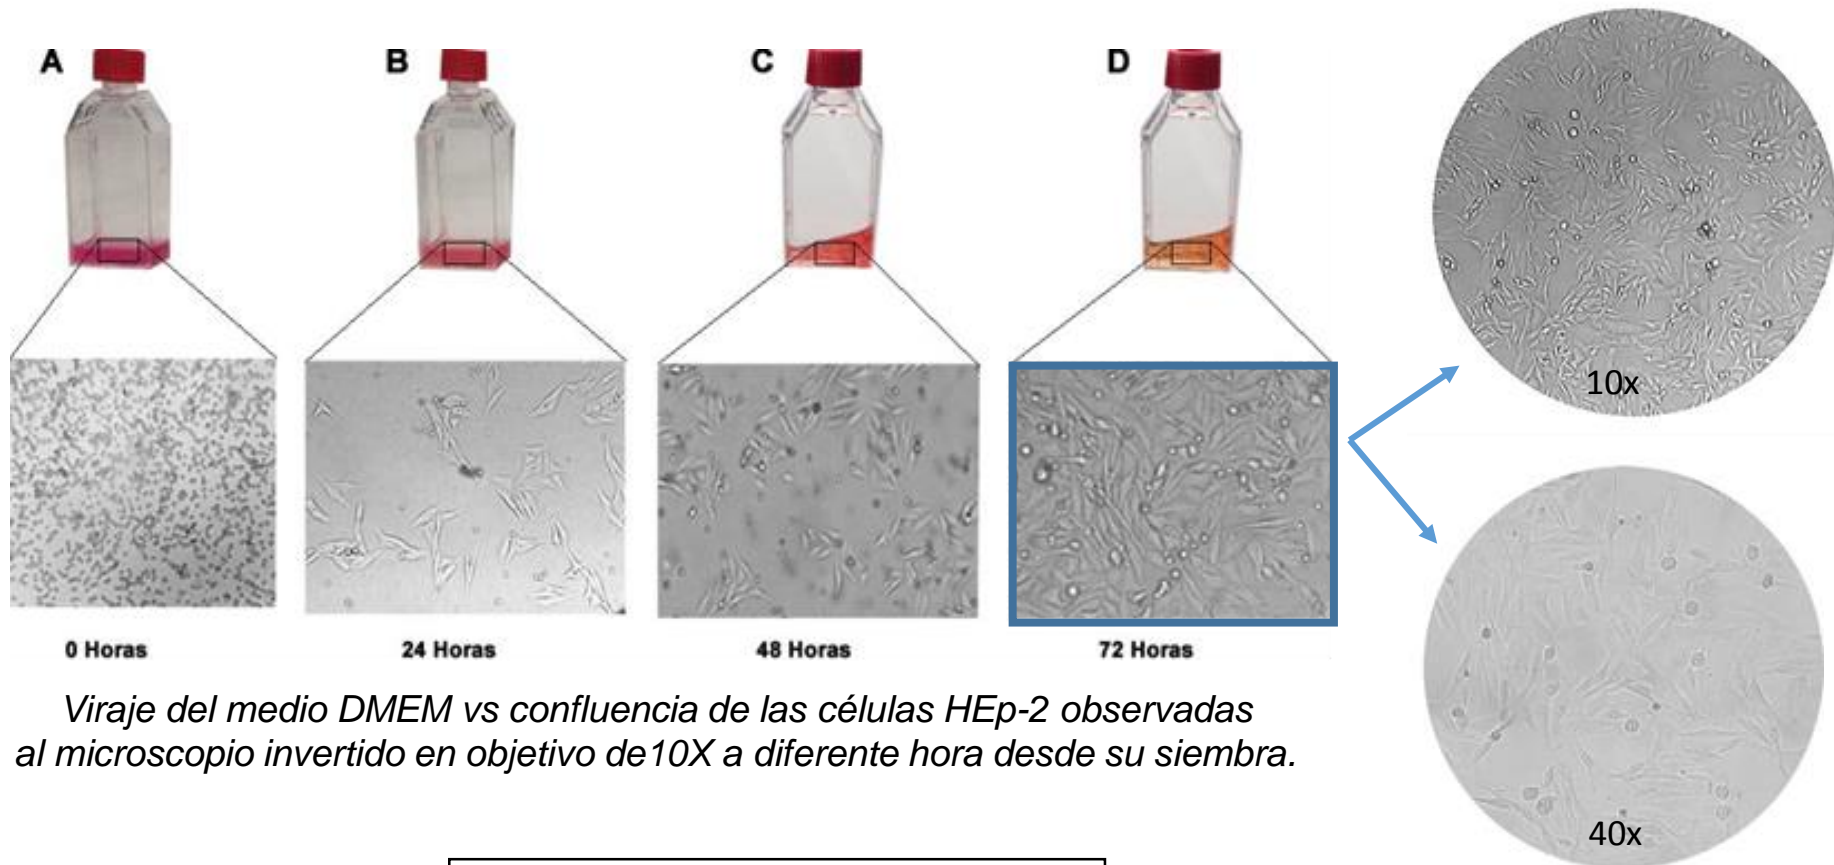 A
B
C
D
10x
0 Horas
24 Horas
48 Horas
72 Horas
40x
Viraje del medio DMEM vs confluencia de las células HEp-2 observadas
al microscopio invertido en objetivo de10X a diferente hora desde su siembra.